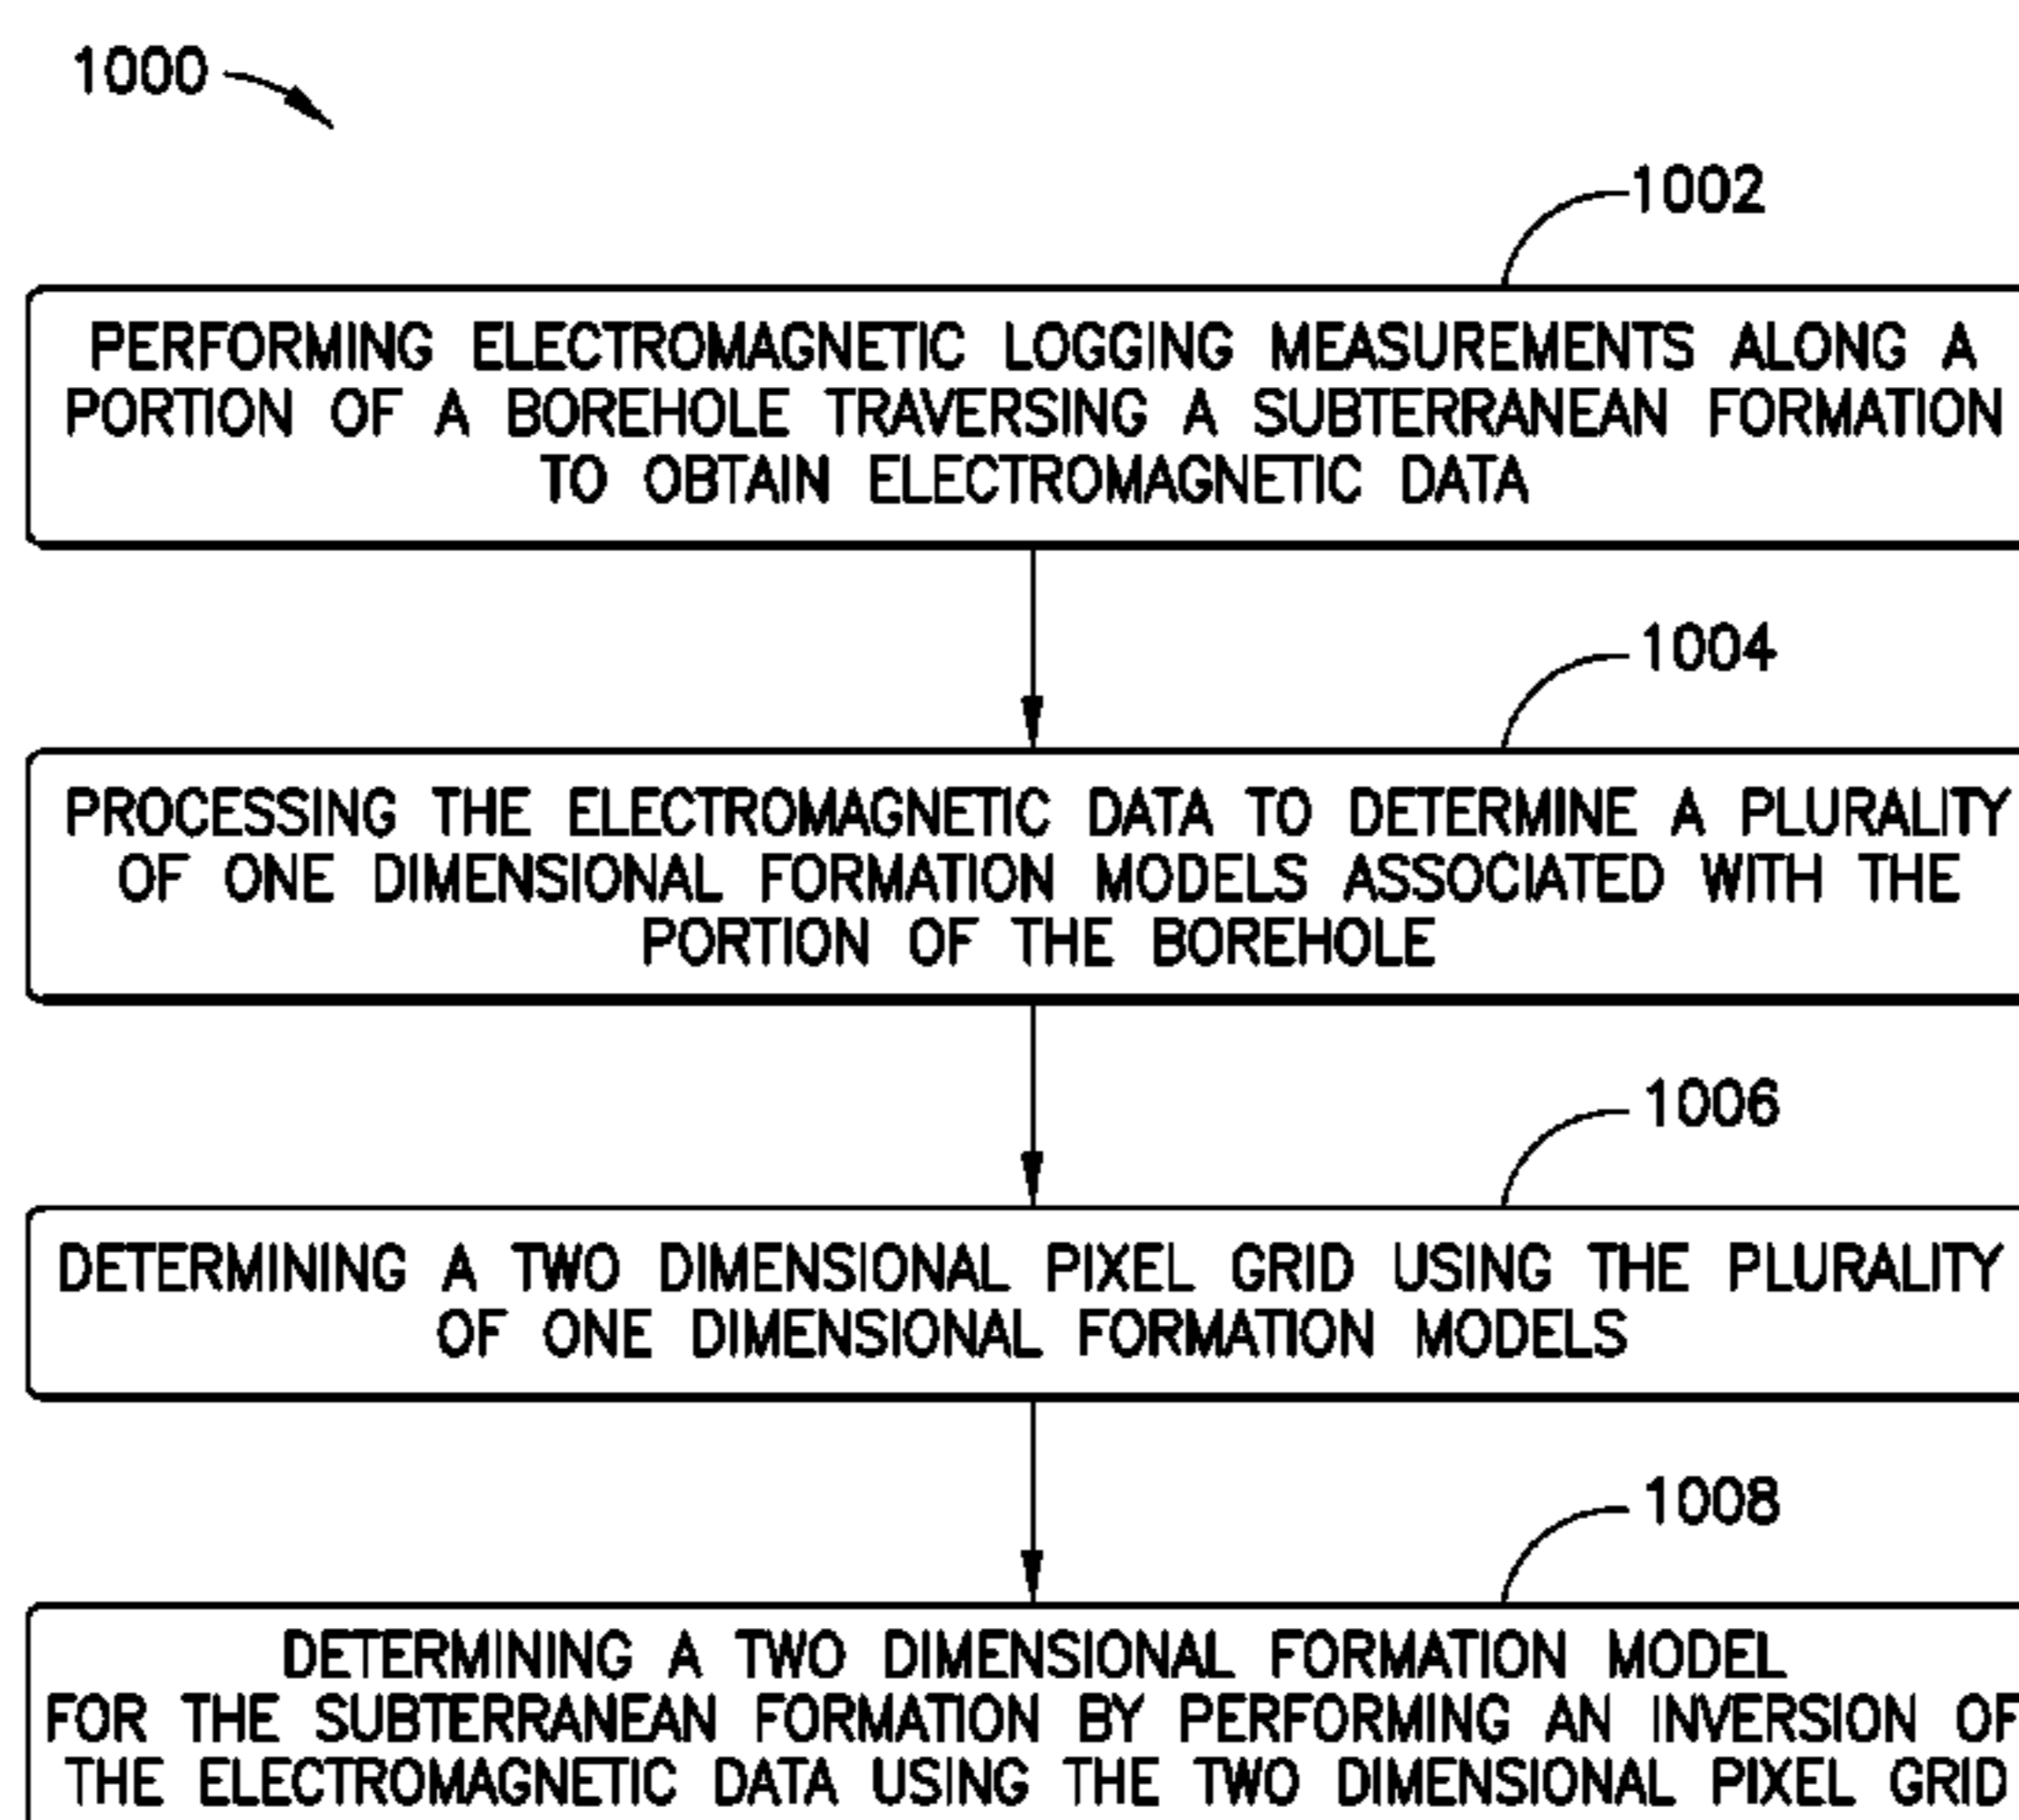 1000
1002
PERFORMING ELECTROMAGNETIC LOGGING MEASUREMENTS ALONG A
PORTION OF A BOREHOLE TRAVERSING A SUBTERRANEAN FORMATION
TO OBTAIN ELECTROMAGNETIC DATA
1004
PROCESSING THE ELECTROMAGNETIC DATA TO DETERMINE A PLURALITY
OF ONE DIMENSIONAL FORMATION MODELS ASSOCIATED WITH THE
PORTION OF THE BOREHOLE
1006
DETERMINING A TWO DIMENSIONAL PIXEL GRID USING THE PLURALITY
OF ONE DIMENSIONAL FORMATION MODELS
1008
DETERMINING A TWO DIMENSIONAL FORMATION MODEL
FOR THE SUBTERRANEAN FORMATION BY PERFORMING AN INVERSION OF
THE ELECTROMAGNETIC DATA USING THE TWO DIMENSIONAL PIXEL GRID